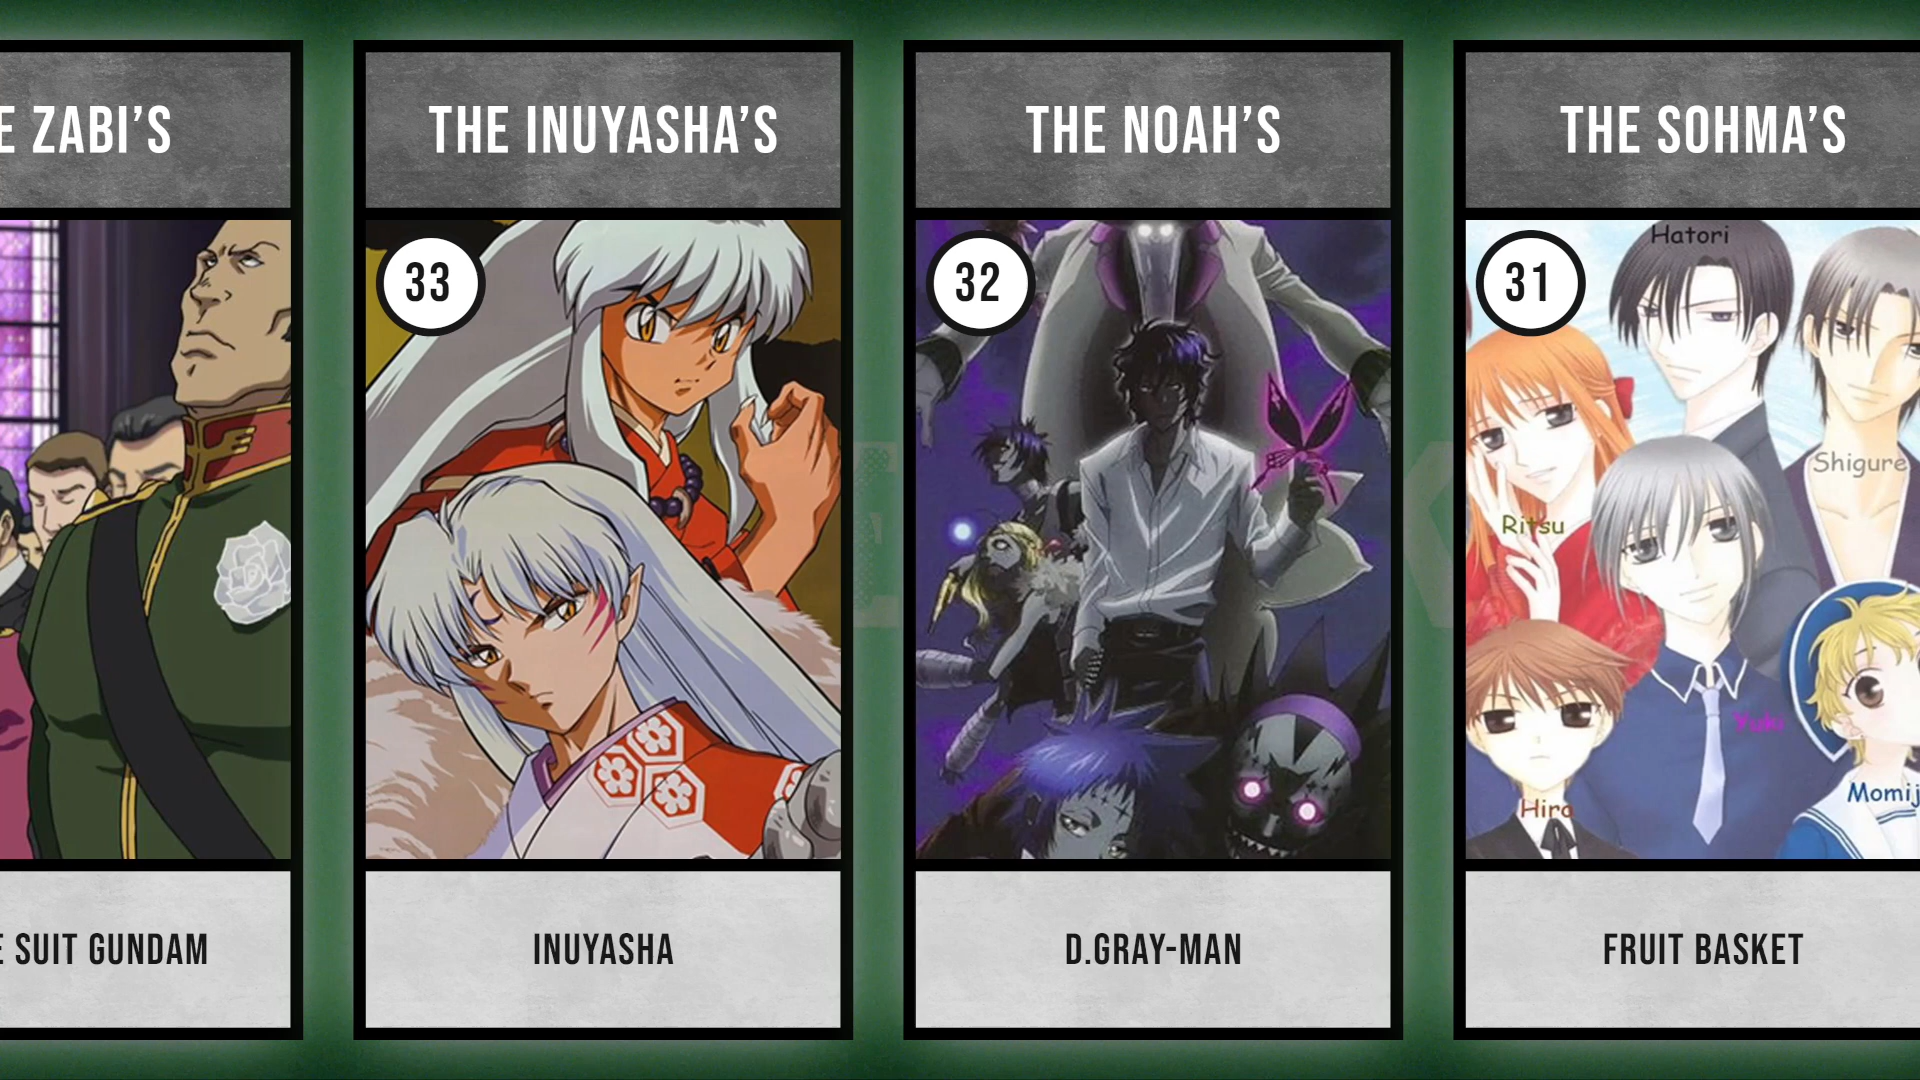 E ZABI'S
E SUIT GUNDAM
THE INUYASHA'S
33
INUYASHA
THE NOAH'S
32
D.GRAY-MAN
THE SOHMA'S
31
Hatori
Shigure
Ritsu
Yuki
Momij
Hiro
FRUIT BASKET